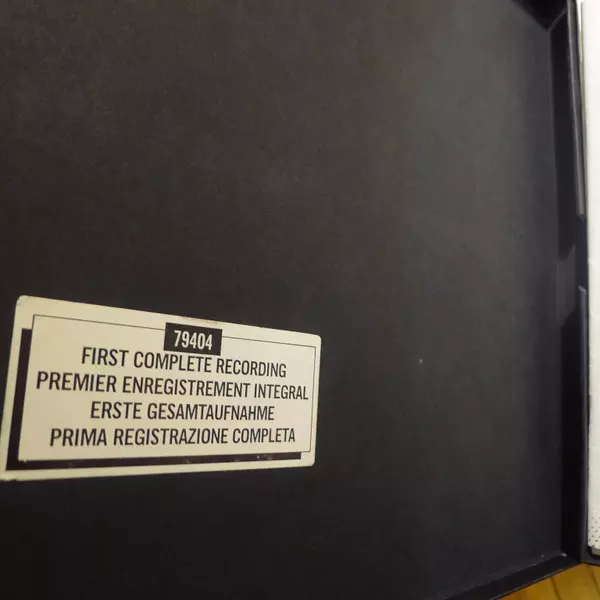 79404
FIRST COMPLETE RECORDING
PREMIER ENREGISTREMENT INTEGRAL
ERSTE GESAMTAUFNAHME
PRIMA REGISTRAZIONE COMPLETA